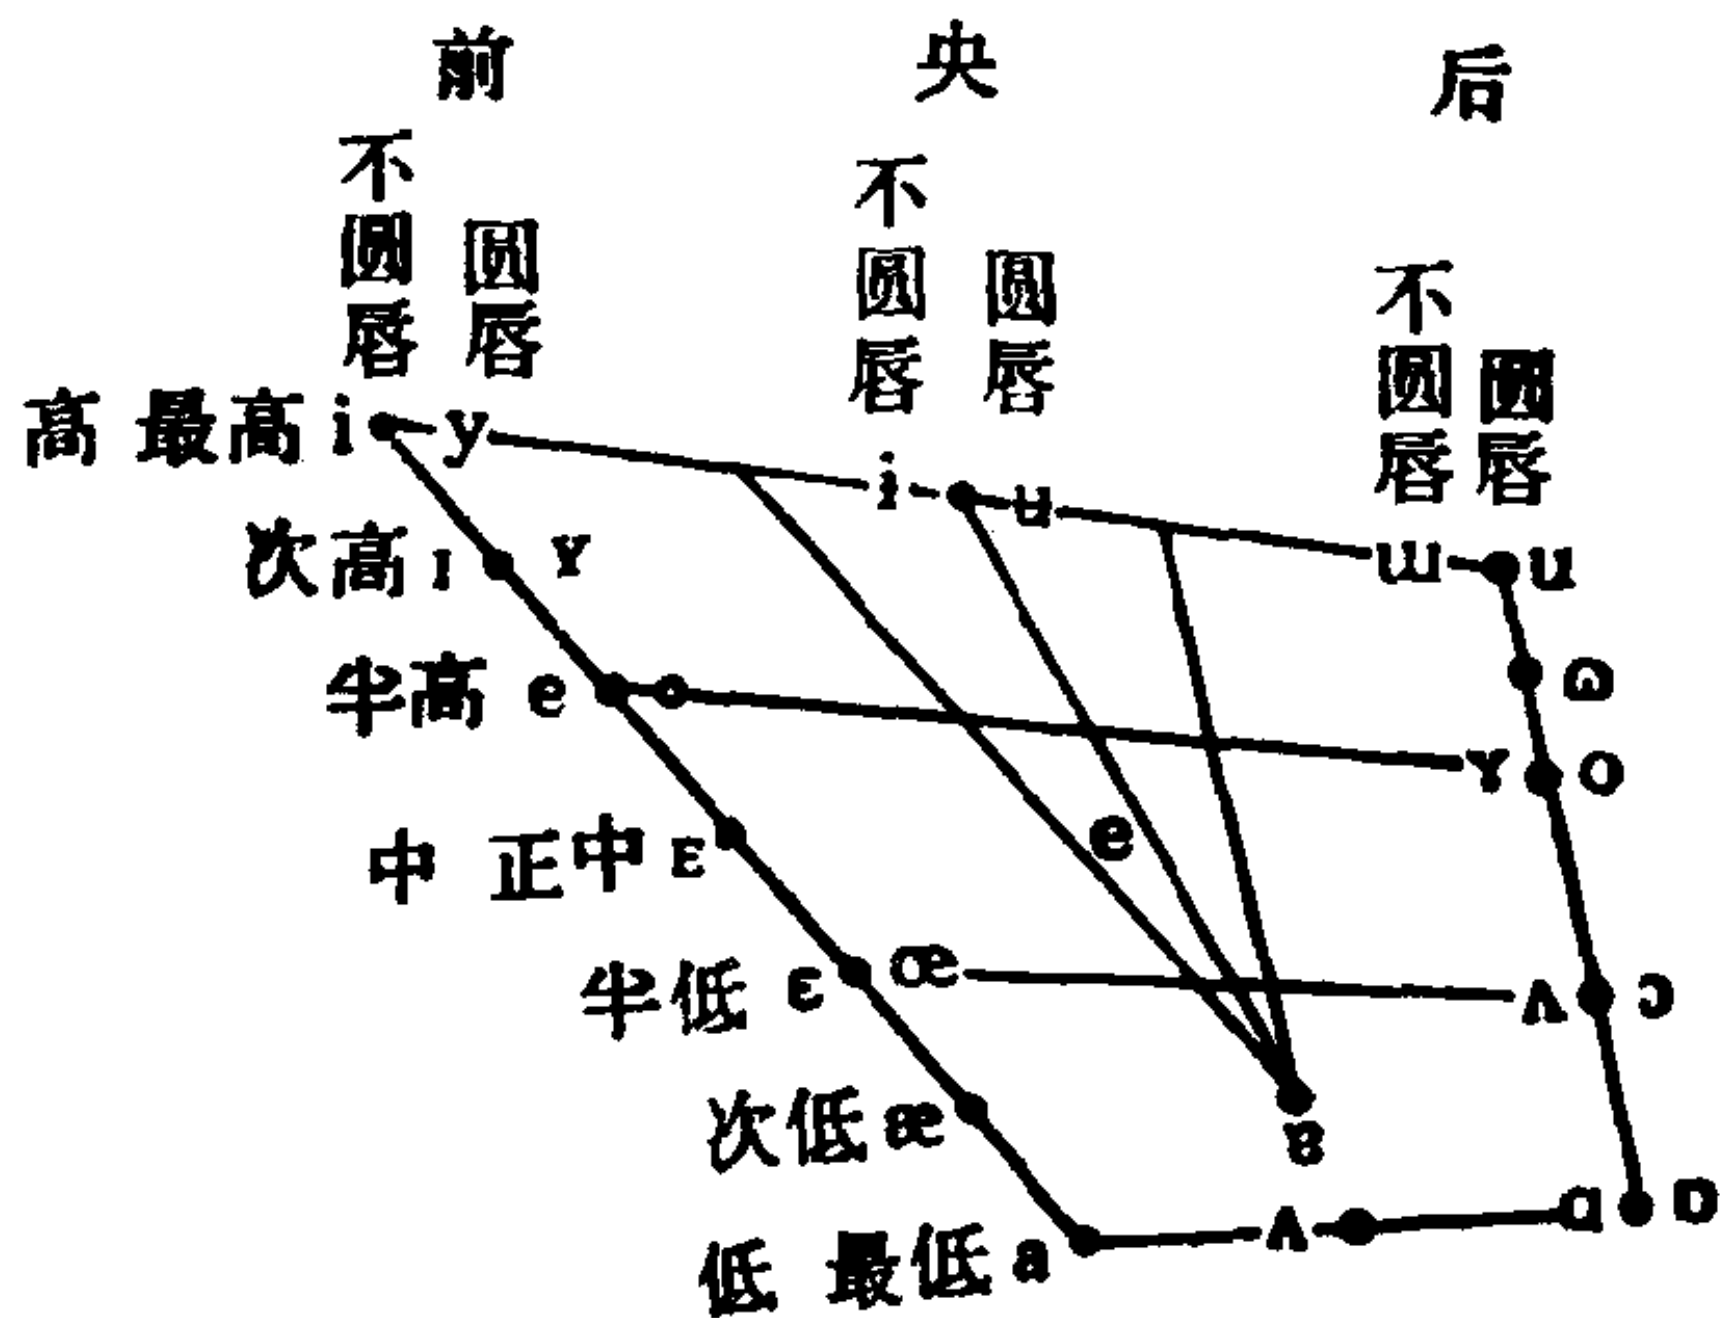 前 央 后
不圆唇 圆唇 不圆唇 圆唇 不圆唇 圆唇
高 最高 i y ɨ ʉ ɯ u
次高 ɪ ʏ ɷ
半高 e ɤ o
中 正中 ᴇ e
半低 ɛ œ ʌ ɔ
次低 æ ɐ
低 最低 a ᴀ ɑ ɒ